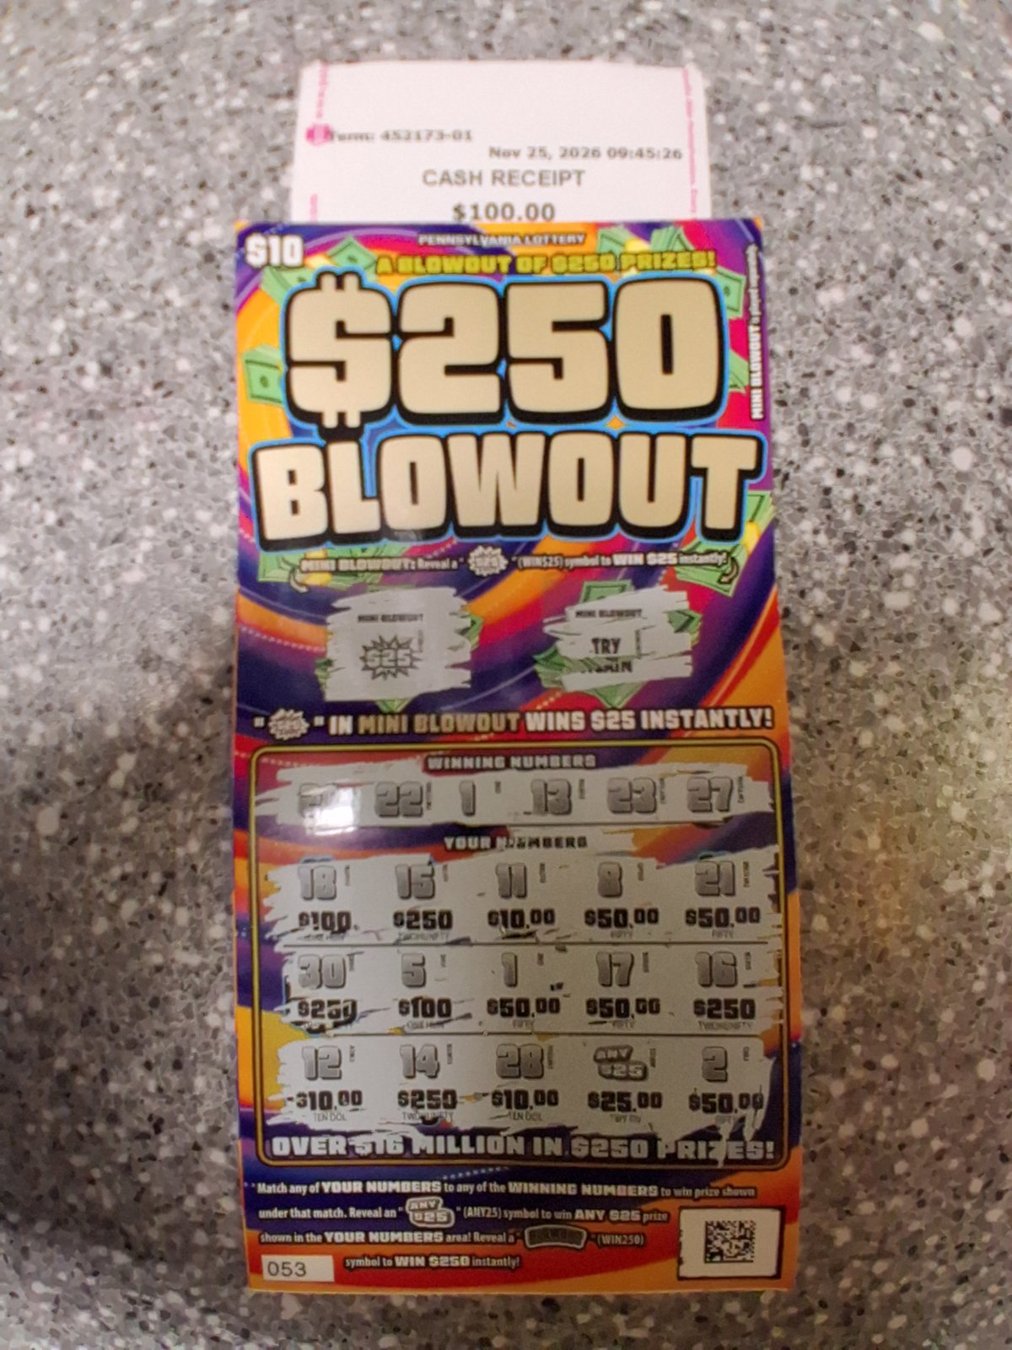 Term: 452173-01
Nov 25, 2026 09:45:26
CASH RECEIPT
$100.00
$10
PENNSYLVANIA LOTTERY
A BLOWOUT OF $250 PRIZES!
$250
BLOWOUT
MINI BLOWOUT
MINI BLOWOUT: Reveal a " $25 " (WIN$25) symbol to WIN $25 instantly!
MINI BLOWOUT MINI BLOWOUT
$25 TRY
" " IN MINI BLOWOUT WINS $25 INSTANTLY!
WINNING NUMBERS
22 1 13 23 27
YOUR NUMBERS
18 15 11 8 21
$100 $250 $10.00 $50.00 $50.00
30 5 1 17 16
$250 $100 $50.00 $50.00 $250
12 14 28 ANY $25 2
$10.00 $250 $10.00 $25.00 $50.00
OVER $16 MILLION IN $250 PRIZES!
Match any of YOUR NUMBERS to any of the WINNING NUMBERS to win prize shown
under that match. Reveal an " ANY $25 " (ANY25) symbol to win ANY $25 prize
shown in the YOUR NUMBERS area! Reveal a " " (WIN250)
symbol to WIN $250 instantly!
053